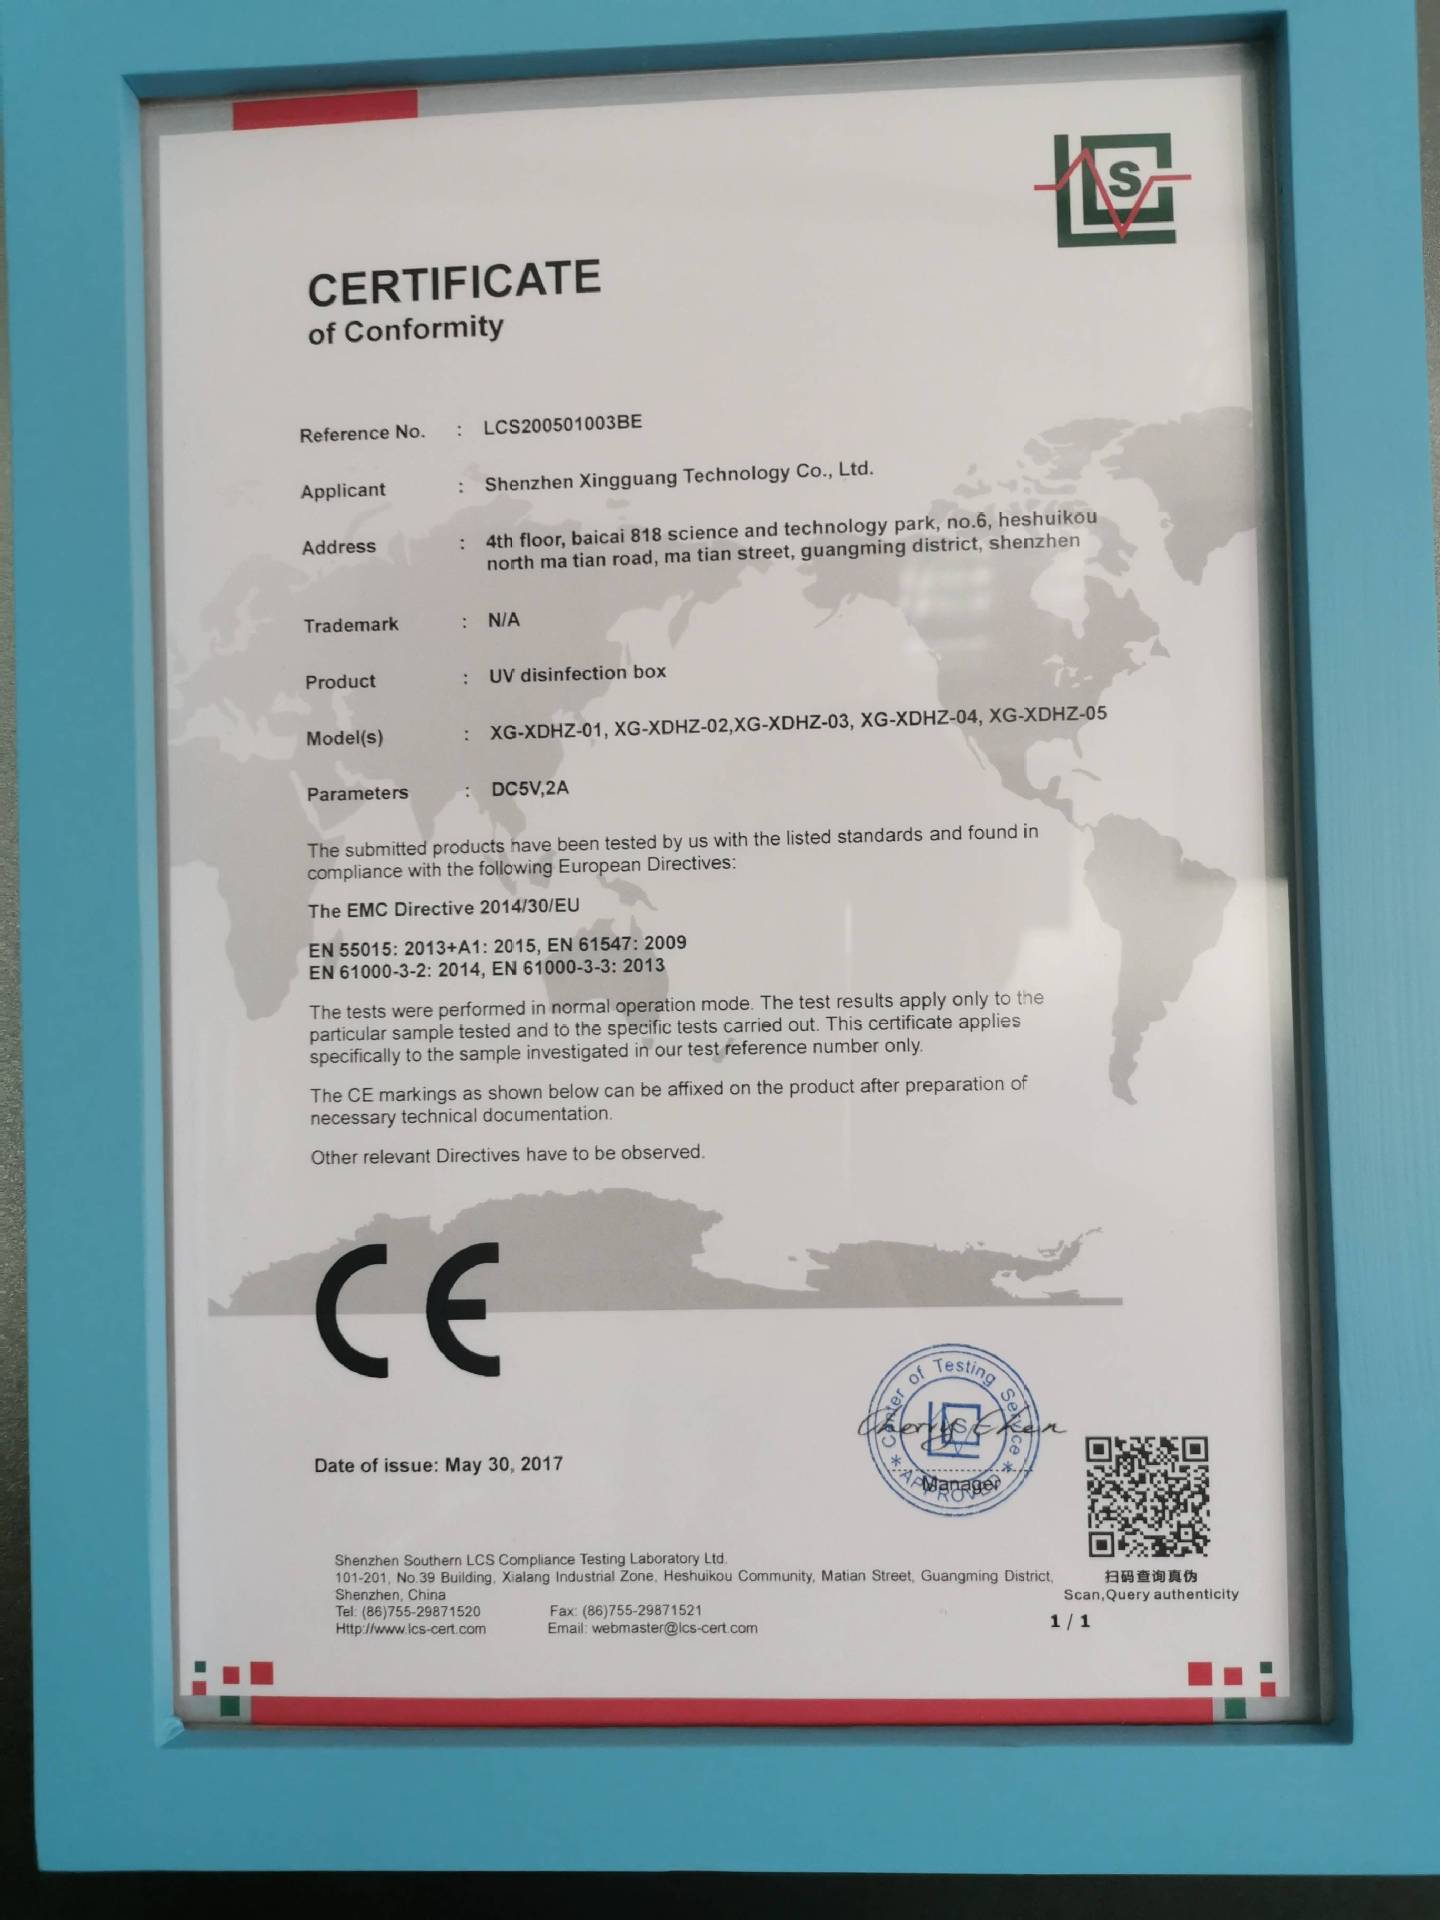 LCS
CERTIFICATE
of Conformity
Reference No. : LCS200501003BE
Applicant : Shenzhen Xingguang Technology Co., Ltd.
Address : 4th floor, baicai 818 science and technology park, no.6, heshuikou
north ma tian road, ma tian street, guangming district, shenzhen
Trademark : N/A
Product : UV disinfection box
Model(s) : XG-XDHZ-01, XG-XDHZ-02,XG-XDHZ-03, XG-XDHZ-04, XG-XDHZ-05
Parameters : DC5V,2A
The submitted products have been tested by us with the listed standards and found in
compliance with the following European Directives:
The EMC Directive 2014/30/EU
EN 55015: 2013+A1: 2015, EN 61547: 2009
EN 61000-3-2: 2014, EN 61000-3-3: 2013
The tests were performed in normal operation mode. The test results apply only to the
particular sample tested and to the specific tests carried out. This certificate applies
specifically to the sample investigated in our test reference number only.
The CE markings as shown below can be affixed on the product after preparation of
necessary technical documentation.
Other relevant Directives have to be observed.
CE
Center of Testing Service
LCS
* APPROVED *
Cherry Chen
Manager
Date of issue: May 30, 2017
Shenzhen Southern LCS Compliance Testing Laboratory Ltd.
101-201, No.39 Building, Xialang Industrial Zone, Heshuikou Community, Matian Street, Guangming District,
Shenzhen, China
Tel: (86)755-29871520 Fax: (86)755-29871521
Http://www.lcs-cert.com Email: webmaster@lcs-cert.com
扫码查询真伪
Scan,Query authenticity
1 / 1